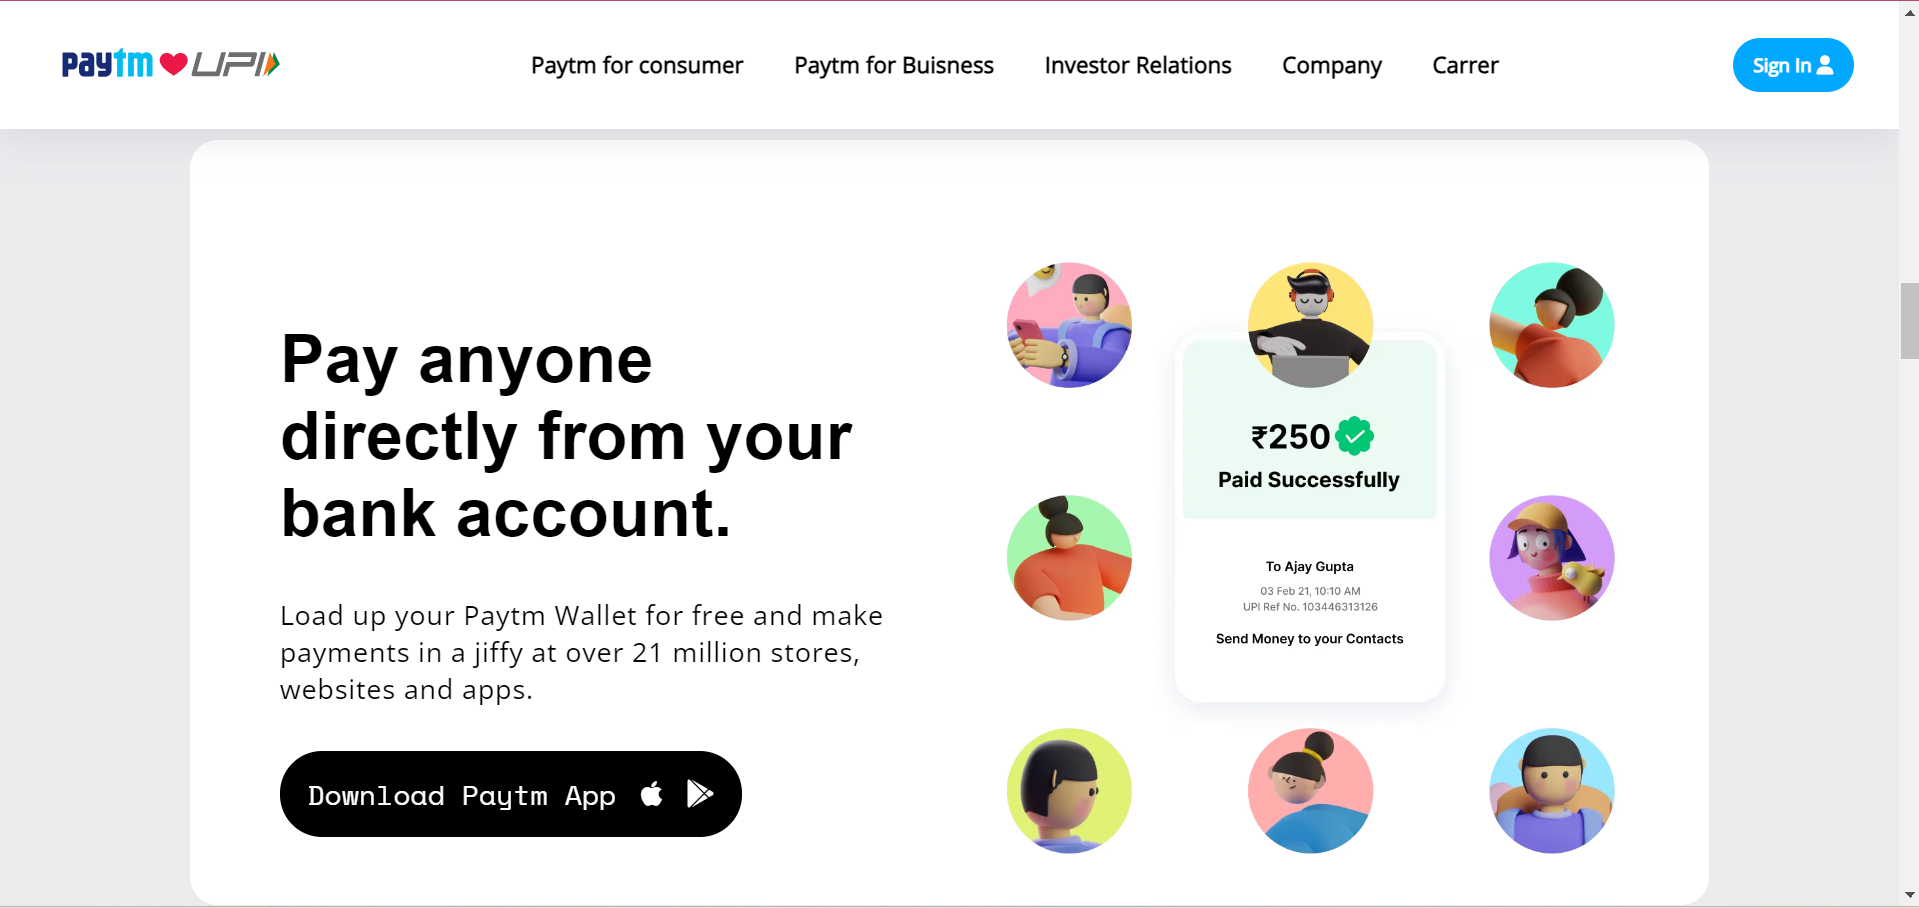 paytm UPI
Paytm for consumer
Paytm for Buisness
Investor Relations
Company
Carrer
Sign In
Pay anyone
directly from your
bank account.
Load up your Paytm Wallet for free and make
payments in a jiffy at over 21 million stores,
websites and apps.
Download Paytm App
₹250
Paid Successfully
To Ajay Gupta
03 Feb 21, 10:10 AM
UPI Ref No. 103446313126
Send Money to your Contacts